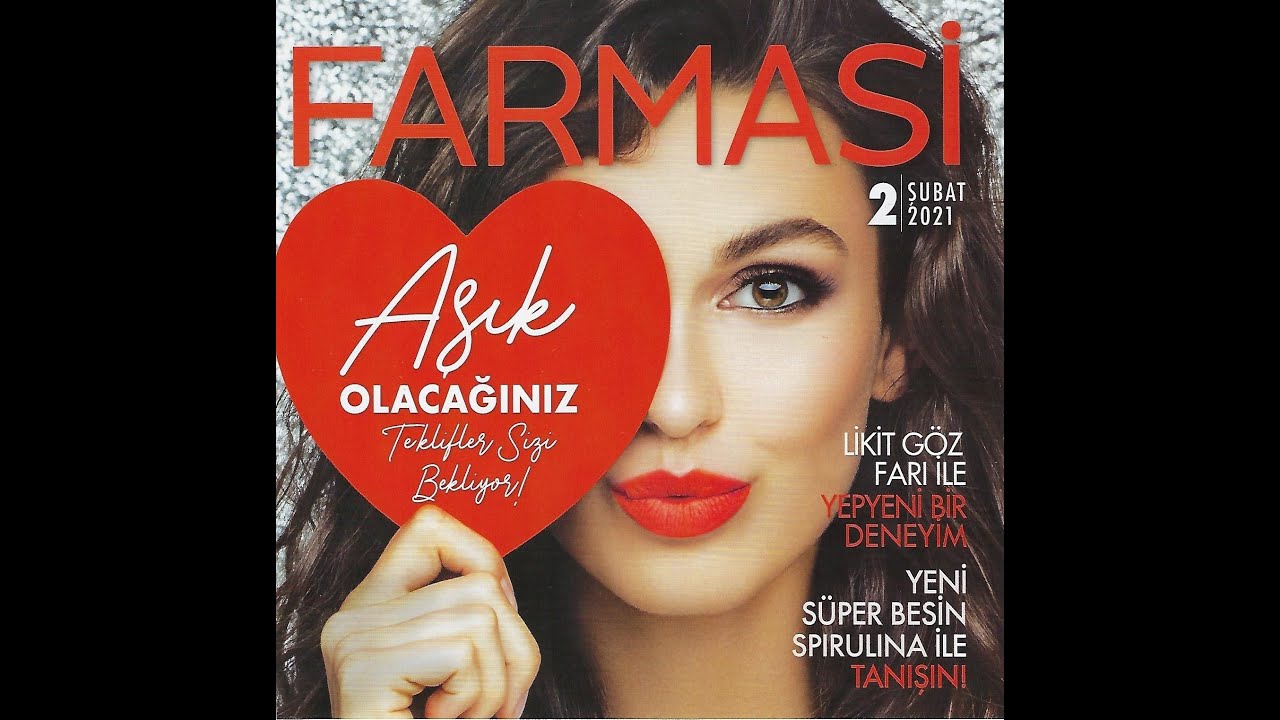 FARMASİ
2 ŞUBAT
2021
Aşık
OLACAĞINIZ
Teklifler Sizi
Bekliyor!
LİKİT GÖZ
FARI İLE
YEPYENİ BİR
DENEYİM
YENİ
SÜPER BESİN
SPIRULINA İLE
TANIŞIN!